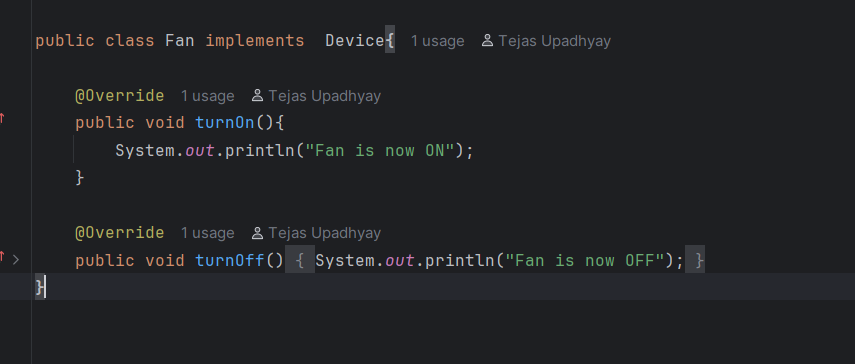 public class Fan implements  Device{ 1 usage Tejas Upadhyay
@Override 1 usage Tejas Upadhyay
public void turnOn(){
System.out.println("Fan is now ON");
}
@Override 1 usage Tejas Upadhyay
public void turnOff() { System.out.println("Fan is now OFF"); }
}